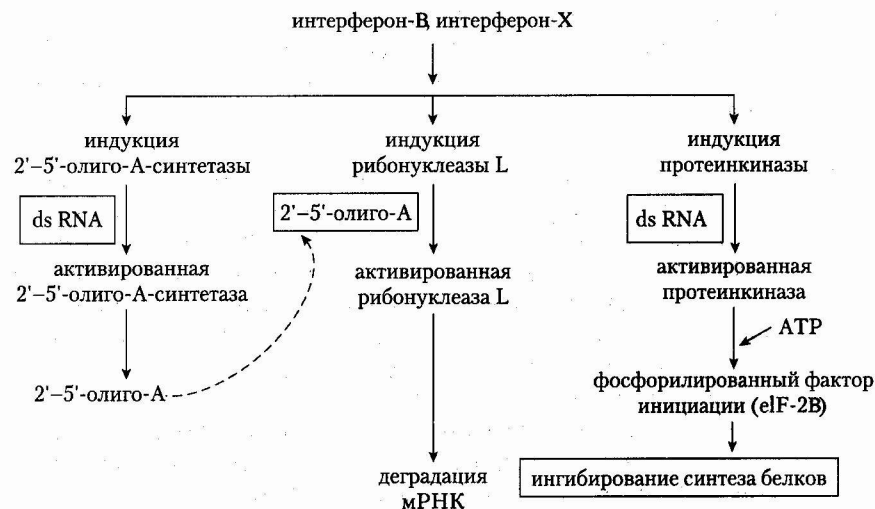 интерферон-В, интерферон-Х
индукция
2'–5'-олиго-А-синтетазы
индукция
рибонуклеазы L
индукция
протеинкиназы
ds RNA
2'–5'-олиго-А
ds RNA
активированная
2'–5'-олиго-А-синтетаза
активированная
рибонуклеаза L
активированная
протеинкиназа
АТР
2'–5'-олиго-А
фосфорилированный фактор
инициации (elF-2B)
деградация
мРНК
ингибирование синтеза белков